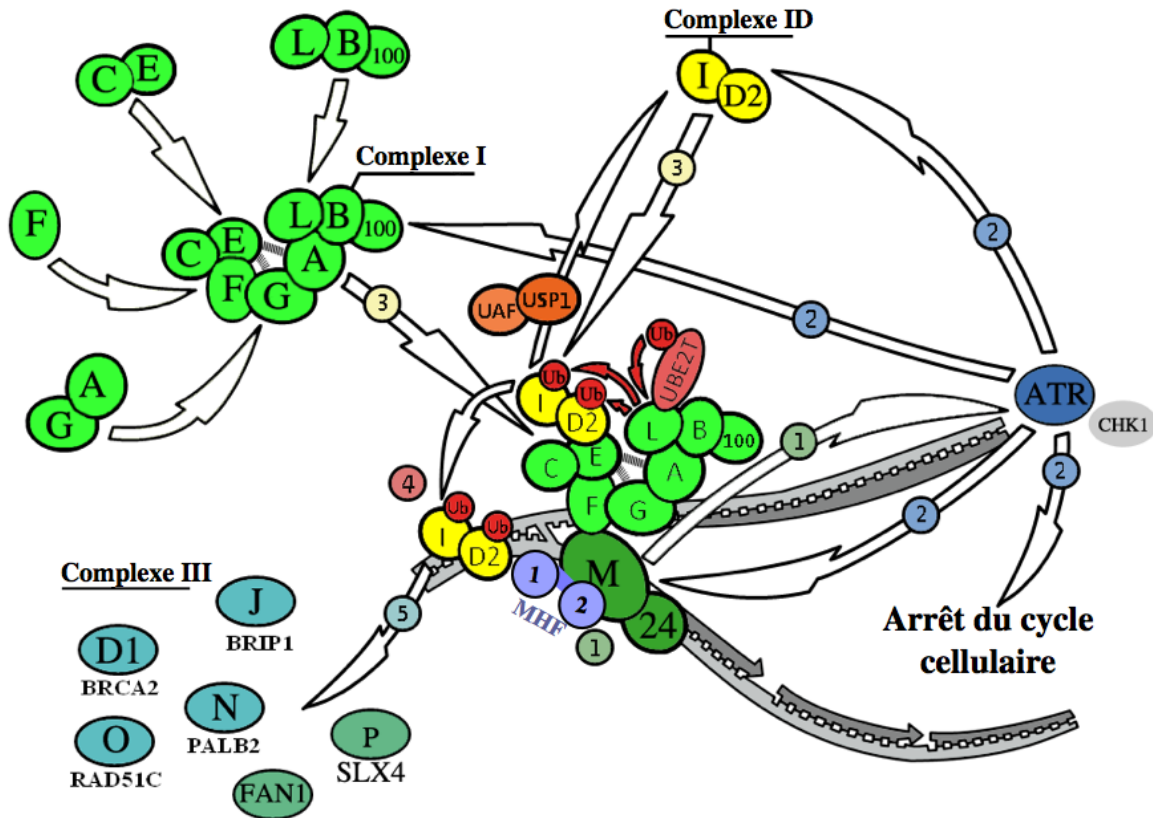 Complexe ID
L B 100
C E
I
D2
Complexe I
3
F
L B 100
C E
A
2
F G
UAF USP1
3
2
Ub
UBE2T
A
G
Ub
I
Ub
D2
L B 100
ATR
CHK1
1
C E
A
4
2
F G
Ub
2
I
Ub
D2
M
1
2
MHF
24
1
Complexe III
5
J
BRIP1
Arrêt du cycle
cellulaire
D1
BRCA2
N
PALB2
O
RAD51C
P
SLX4
FAN1